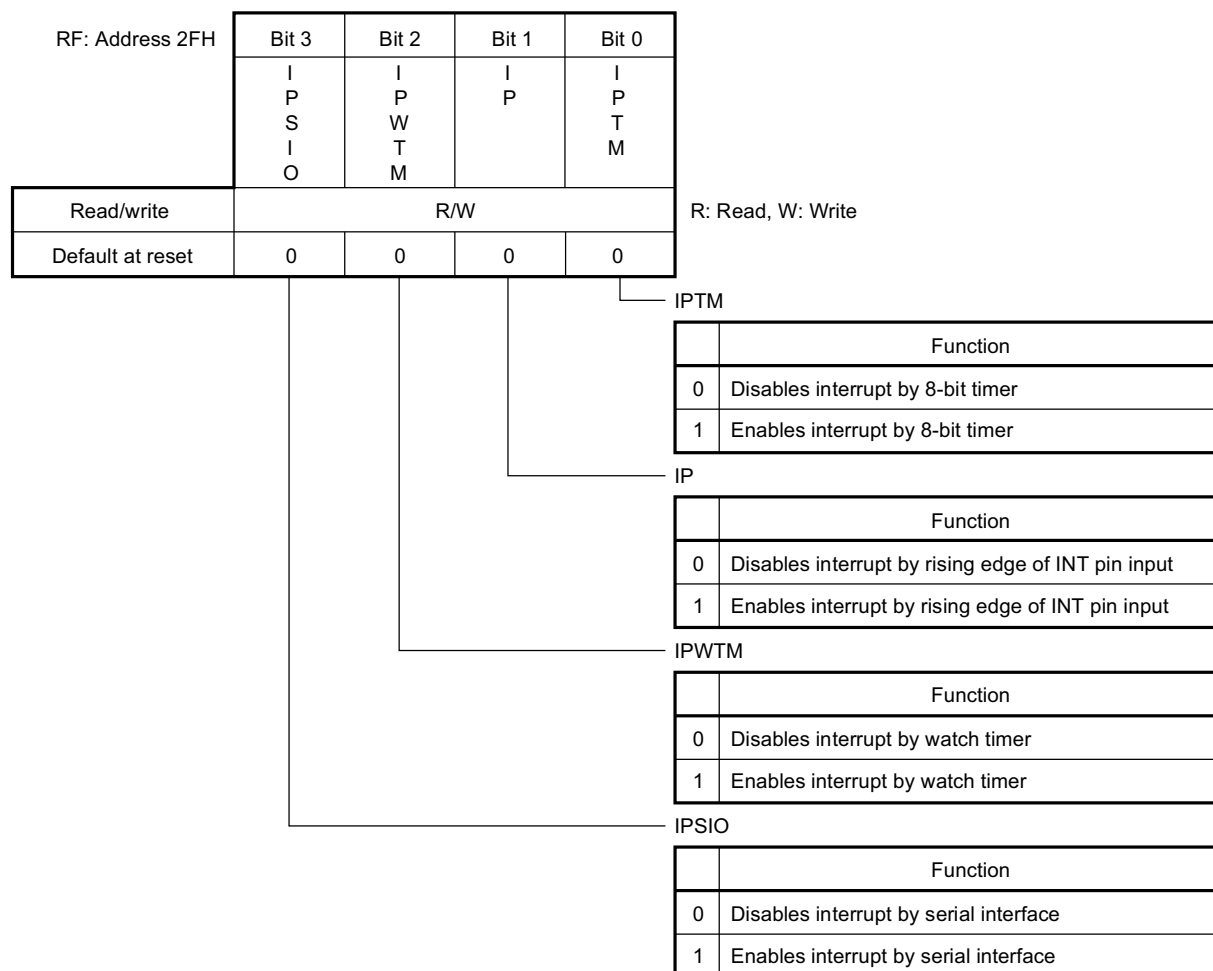 RF: Address 2FH Bit 3 Bit 2 Bit 1 Bit 0
IPSIO IPWTM IP IPTM
Read/write R/W R: Read, W: Write
Default at reset 0 0 0 0
IPTM
Function
0 Disables interrupt by 8-bit timer
1 Enables interrupt by 8-bit timer
IP
Function
0 Disables interrupt by rising edge of INT pin input
1 Enables interrupt by rising edge of INT pin input
IPWTM
Function
0 Disables interrupt by watch timer
1 Enables interrupt by watch timer
IPSIO
Function
0 Disables interrupt by serial interface
1 Enables interrupt by serial interface